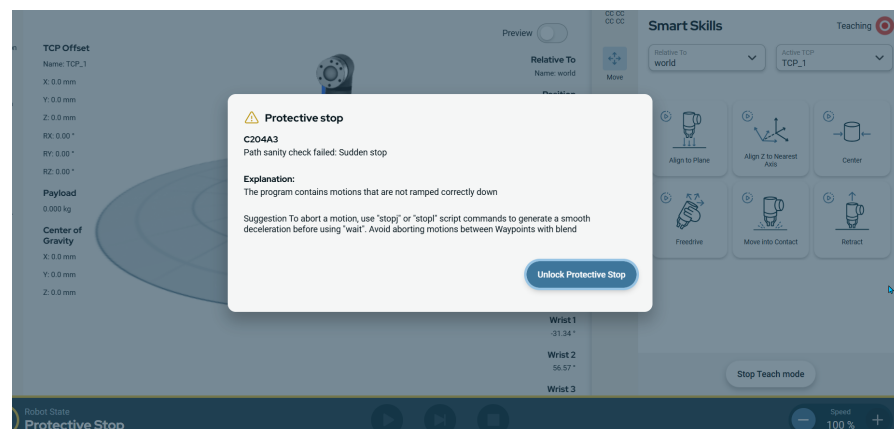 CC CC
CC CC
Smart Skills
Teaching
Preview
TCP Offset
Name: TCP_1
X: 0.0 mm
Y: 0.0 mm
Z: 0.0 mm
RX: 0.00 °
RY: 0.00 °
RZ: 0.00 °
Payload
0.000 kg
Center of
Gravity
X: 0.0 mm
Y: 0.0 mm
Z: 0.0 mm
Relative To
Name: world
Position
Move
Relative To
world
Active TCP
TCP_1
Protective stop
C204A3
Path sanity check failed: Sudden stop
Explanation:
The program contains motions that are not ramped correctly down
Suggestion To abort a motion, use "stopj" or "stopl" script commands to generate a smooth
deceleration before using "wait". Avoid aborting motions between Waypoints with blend
Unlock Protective Stop
Align to Plane
Align Z to Nearest
Axis
Center
Freedrive
Move into Contact
Retract
Wrist 1
-31.34 °
Wrist 2
56.57 °
Wrist 3
Stop Teach mode
Robot State
Protective Stop
Speed
100 %